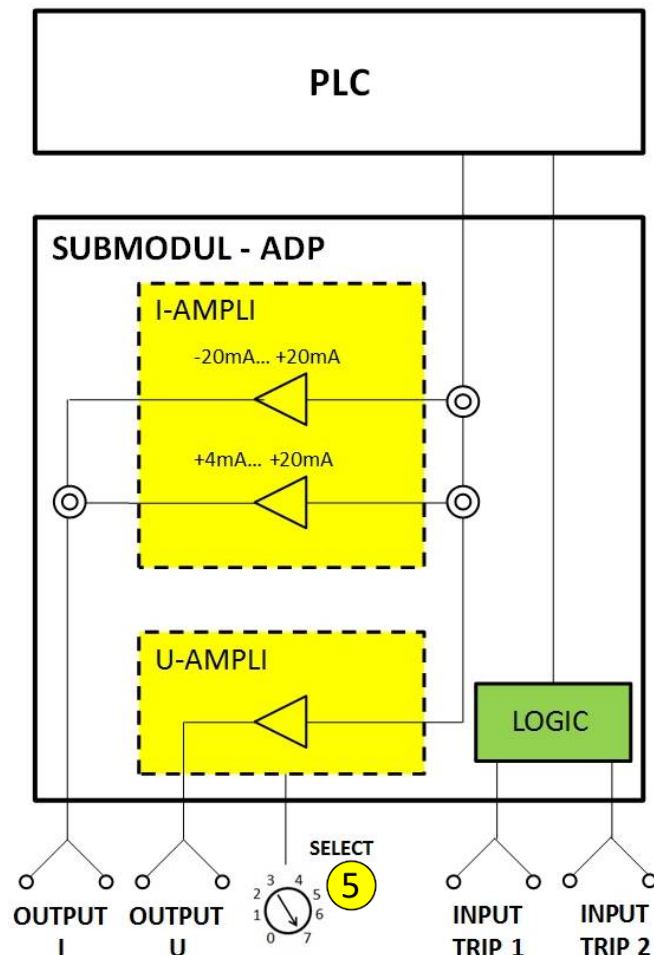 PLC
SUBMODUL - ADP
I-AMPLI
-20mA... +20mA
+4mA... +20mA
U-AMPLI
LOGIC
SELECT
5
3 4
2 5
1 6
0 7
OUTPUT
I
OUTPUT
U
INPUT
TRIP 1
INPUT
TRIP 2